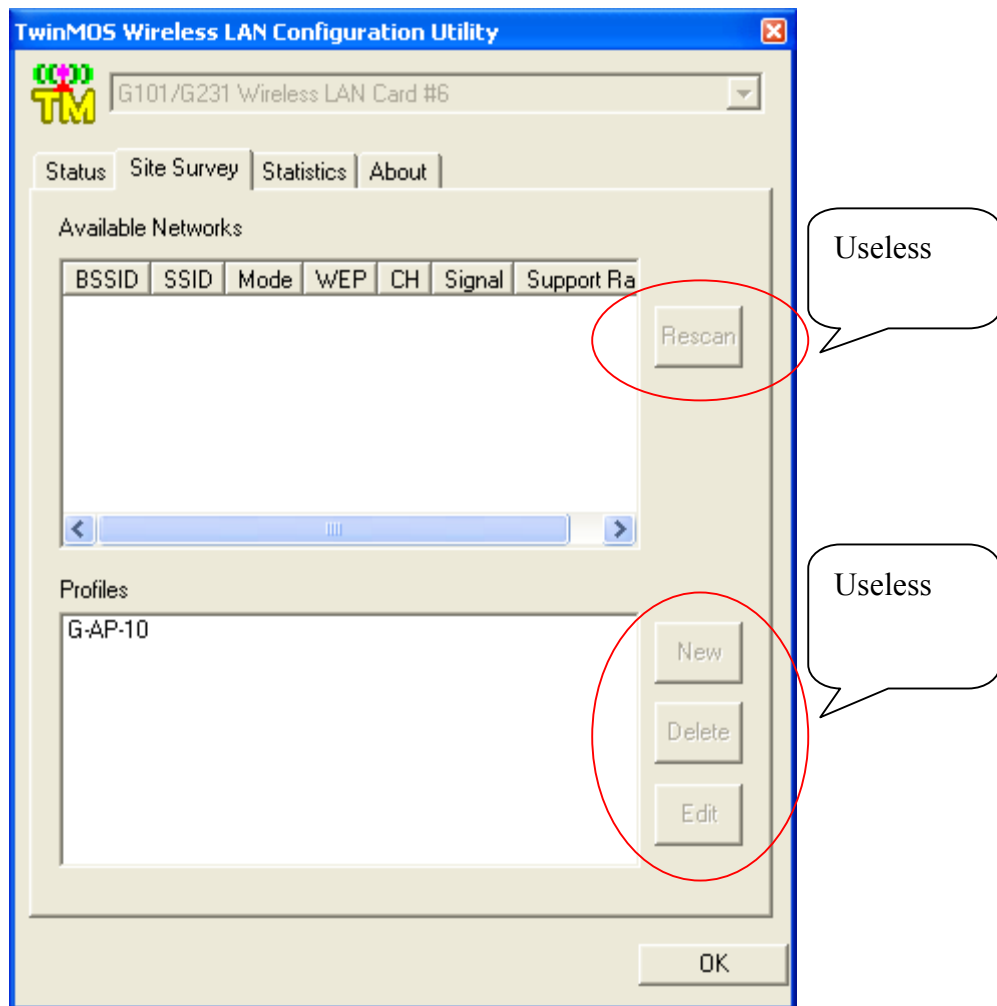 TwinMOS Wireless LAN Configuration Utility
TM
G101/G231 Wireless LAN Card #6
Status Site Survey Statistics About
Available Networks
BSSID SSID Mode WEP CH Signal Support Ra
Rescan
Useless
Profiles
G-AP-10
New
Delete
Edit
Useless
OK